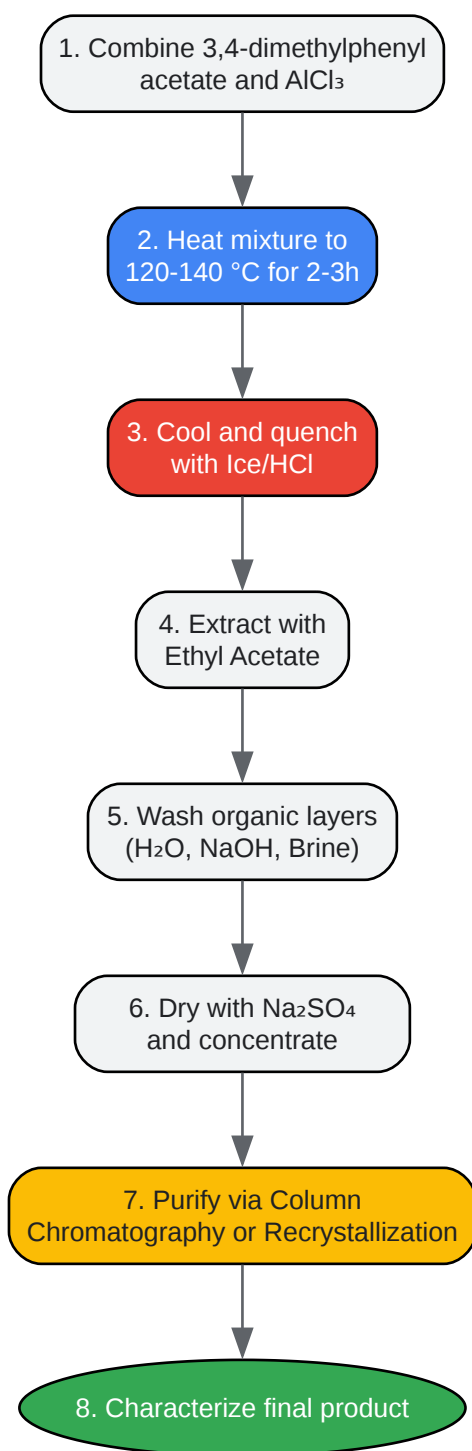 1. Combine 3,4-dimethylphenyl
acetate and AlCl₃
2. Heat mixture to
120-140 °C for 2-3h
3. Cool and quench
with Ice/HCl
4. Extract with
Ethyl Acetate
5. Wash organic layers
(H₂O, NaOH, Brine)
6. Dry with Na₂SO₄
and concentrate
7. Purify via Column
Chromatography or Recrystallization
8. Characterize final product